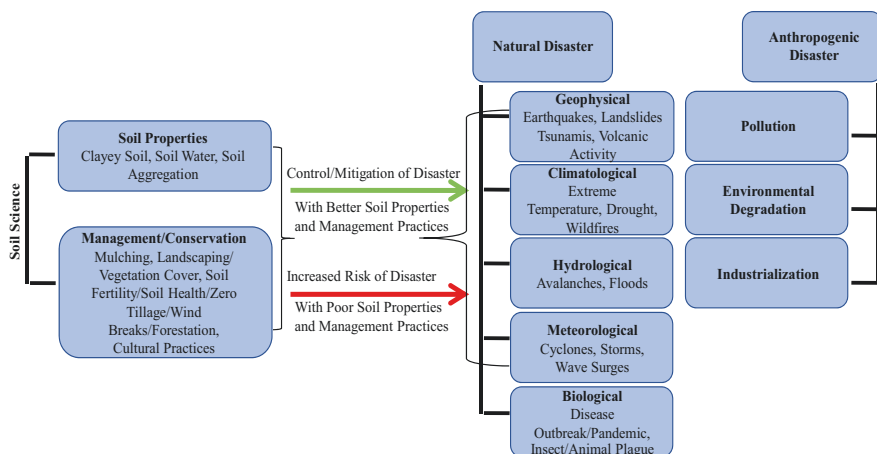 Soil Science
Soil Properties
Clayey Soil, Soil Water, Soil
Aggregation
Management/Conservation
Mulching, Landscaping/
Vegetation Cover, Soil
Fertility/Soil Health/Zero
Tillage/Wind
Breaks/Forestation,
Cultural Practices
Control/Mitigation of Disaster
With Better Soil Properties
and Management Practices
Increased Risk of Disaster
With Poor Soil Properties
and Management Practices
Natural Disaster
Geophysical
Earthquakes, Landslides
Tsunamis, Volcanic
Activity
Climatological
Extreme
Temperature, Drought,
Wildfires
Hydrological
Avalanches, Floods
Meteorological
Cyclones, Storms,
Wave Surges
Biological
Disease
Outbreak/Pandemic,
Insect/Animal Plague
Anthropogenic
Disaster
Pollution
Environmental
Degradation
Industrialization